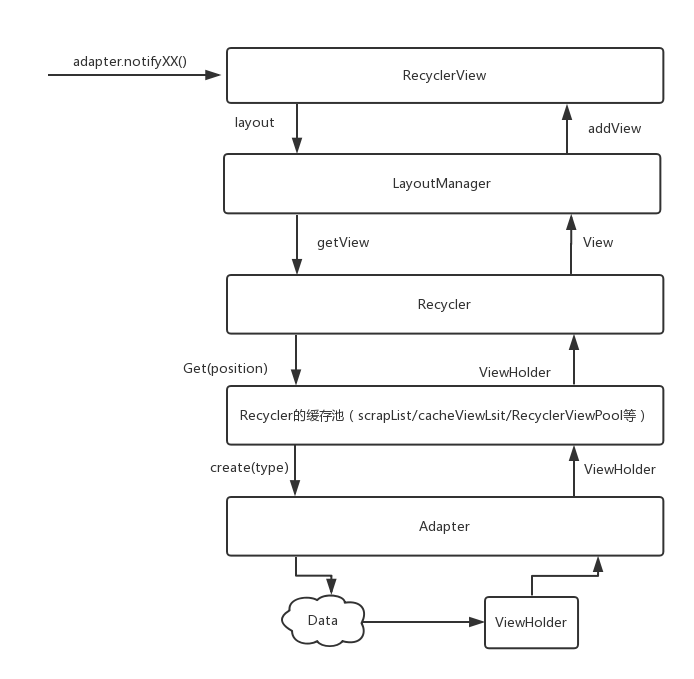 adapter.notifyXX()
RecyclerView
layout
addView
LayoutManager
getView
View
Recycler
Get(position)
ViewHolder
Recycler的缓存池（scrapList/cacheViewLsit/RecyclerViewPool等）
create(type)
ViewHolder
Adapter
Data
ViewHolder